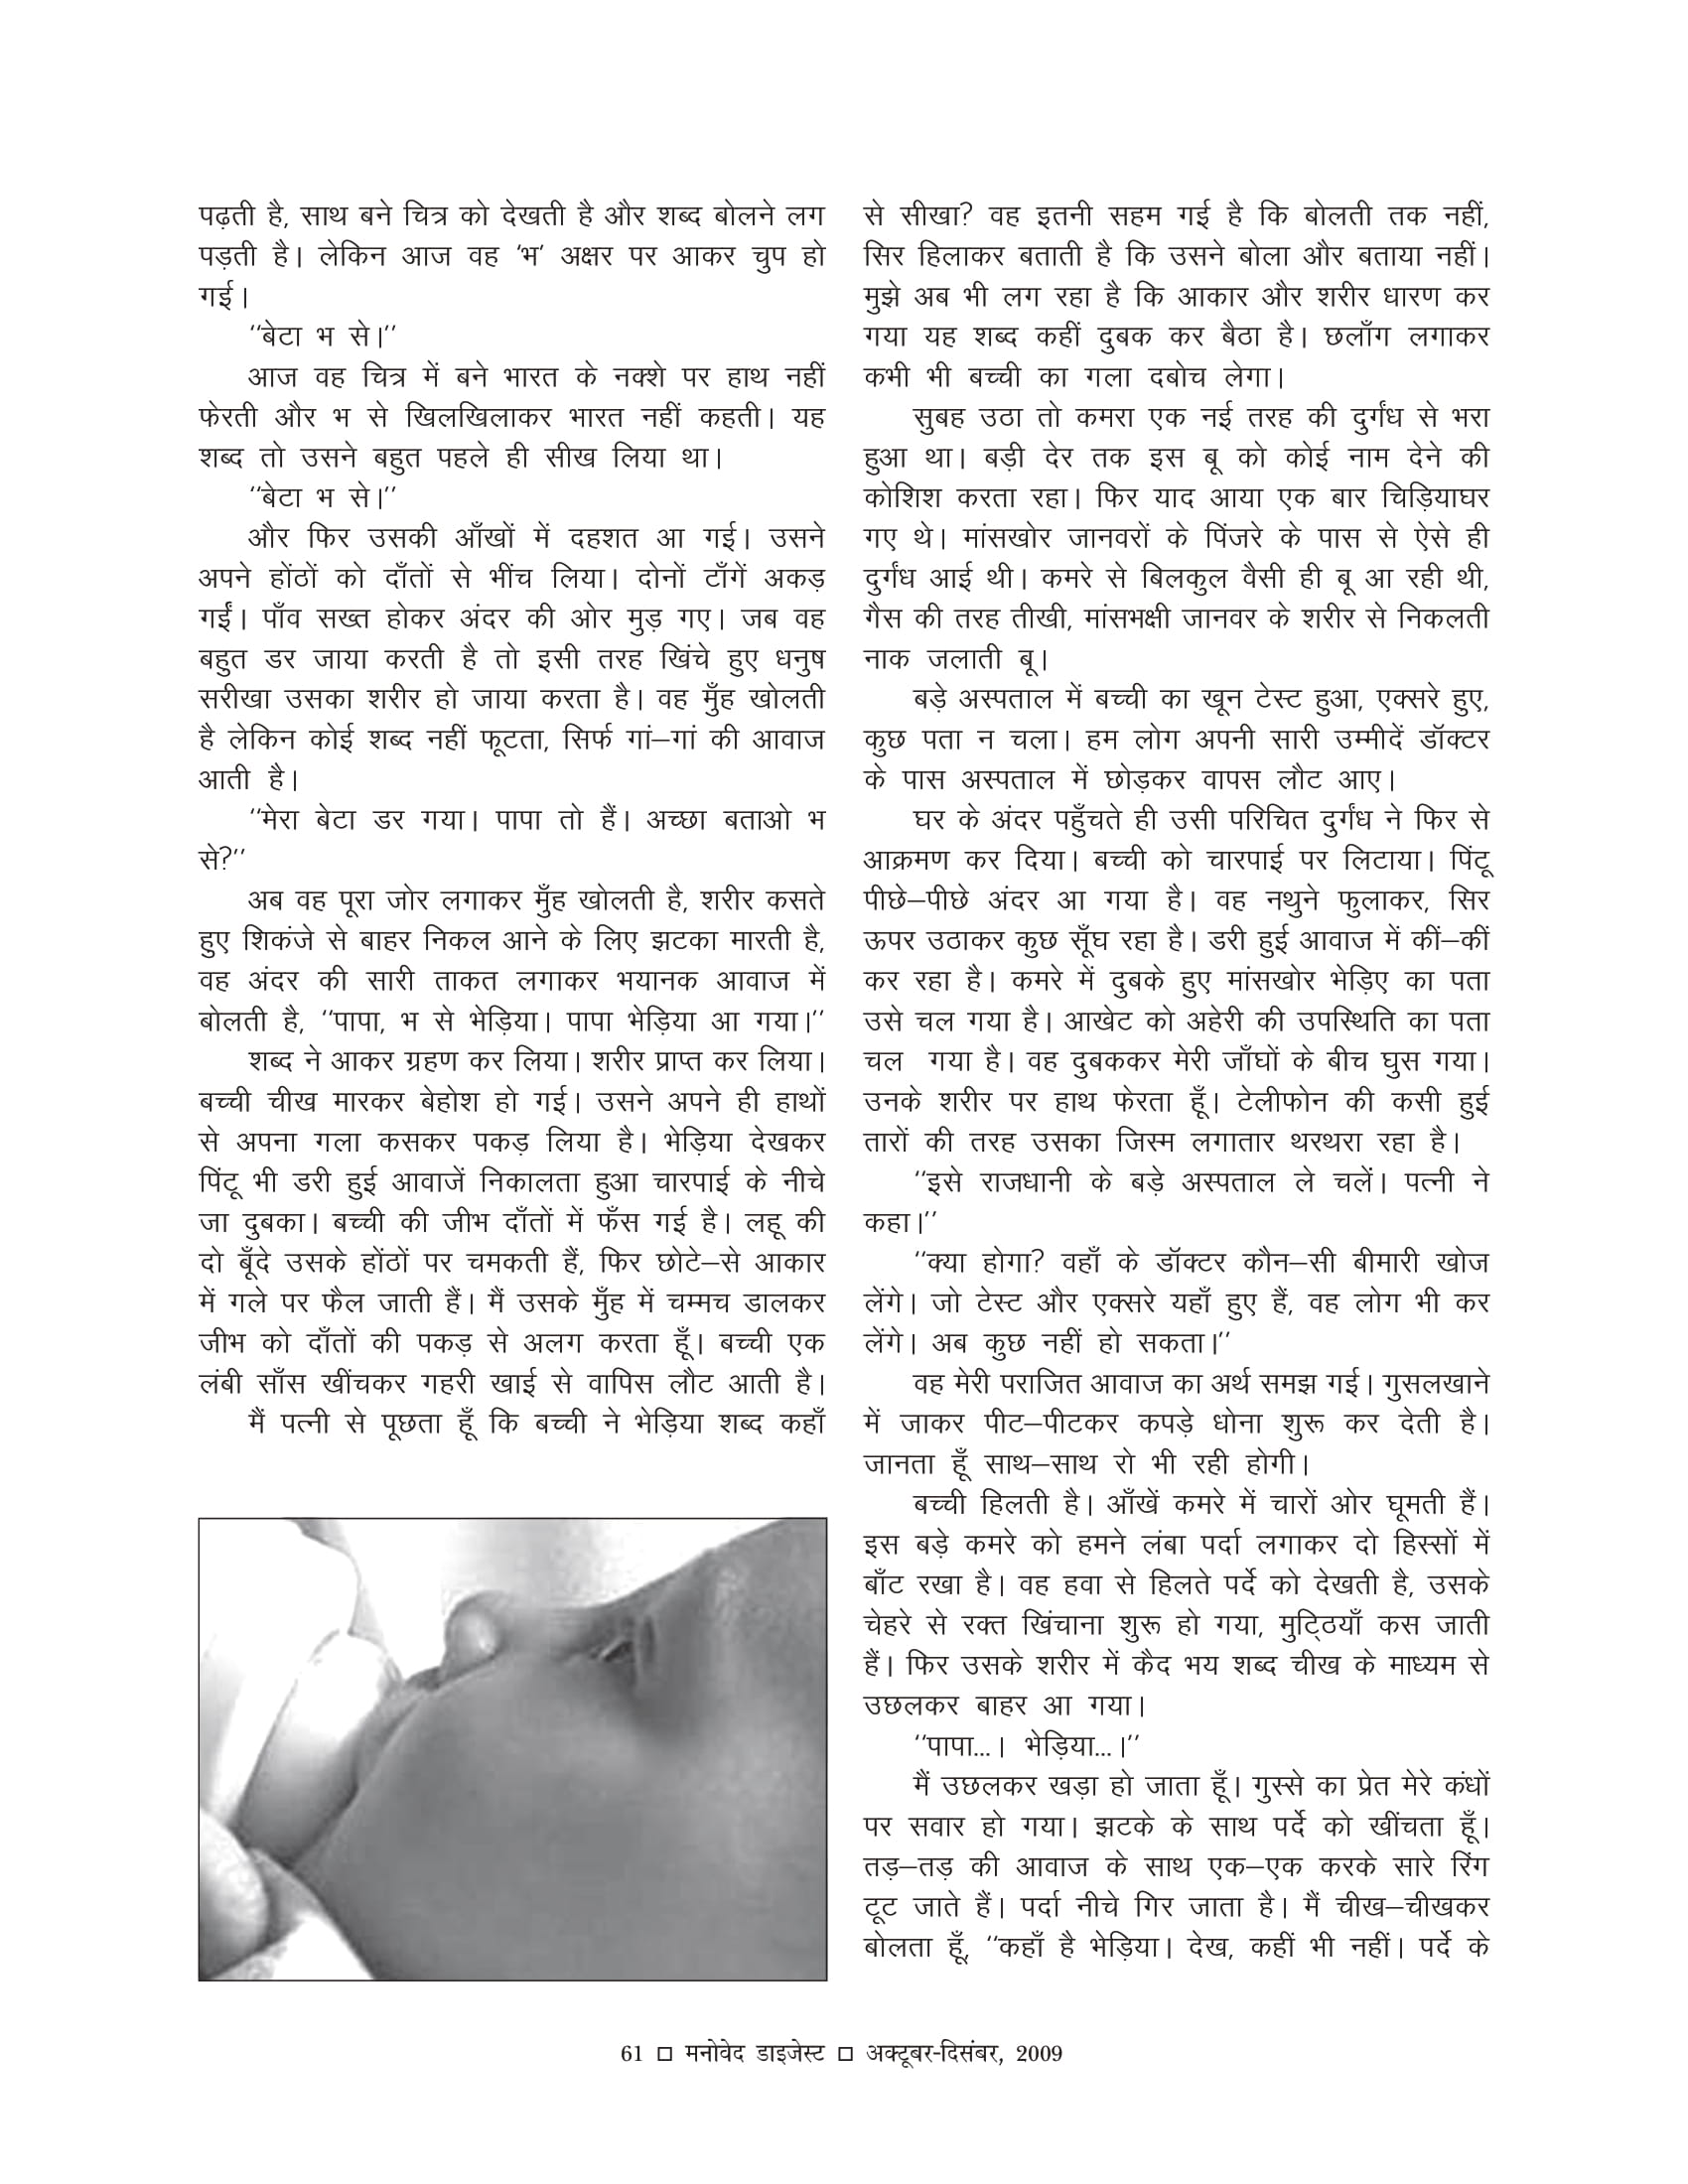 पढ़ती है, साथ बने चित्र को देखती है और शब्द बोलने लग
पड़ती है। लेकिन आज वह 'भ' अक्षर पर आकर चुप हो
गई।
''बेटा भ से।''
आज वह चित्र में बने भारत के नक्शे पर हाथ नहीं
फेरती और भ से खिलखिलाकर भारत नहीं कहती। यह
शब्द तो उसने बहुत पहले ही सीख लिया था।
''बेटा भ से।''
और फिर उसकी आँखों में दहशत आ गई। उसने
अपने होंठों को दाँतों से भींच लिया। दोनों टाँगें अकड़
गईं। पाँव सख्त होकर अंदर की ओर मुड़ गए। जब वह
बहुत डर जाया करती है तो इसी तरह खिंचे हुए धनुष
सरीखा उसका शरीर हो जाया करता है। वह मुँह खोलती
है लेकिन कोई शब्द नहीं फूटता, सिर्फ गां–गां की आवाज
आती है।
''मेरा बेटा डर गया। पापा तो हैं। अच्छा बताओ भ
से?''
अब वह पूरा जोर लगाकर मुँह खोलती है, शरीर कसते
हुए शिकंजे से बाहर निकल आने के लिए झटका मारती है,
वह अंदर की सारी ताकत लगाकर भयानक आवाज में
बोलती है, ''पापा, भ से भेड़िया। पापा भेड़िया आ गया।''
शब्द ने आकर ग्रहण कर लिया। शरीर प्राप्त कर लिया।
बच्ची चीख मारकर बेहोश हो गई। उसने अपने ही हाथों
से अपना गला कसकर पकड़ लिया है। भेड़िया देखकर
पिंटू भी डरी हुई आवाजें निकालता हुआ चारपाई के नीचे
जा दुबका। बच्ची की जीभ दाँतों में फँस गई है। लहू की
दो बूँदे उसके होंठों पर चमकती हैं, फिर छोटे–से आकार
में गले पर फैल जाती हैं। मैं उसके मुँह में चम्मच डालकर
जीभ को दाँतों की पकड़ से अलग करता हूँ। बच्ची एक
लंबी साँस खींचकर गहरी खाई से वापिस लौट आती है।
मैं पत्नी से पूछता हूँ कि बच्ची ने भेड़िया शब्द कहाँ
से सीखा? वह इतनी सहम गई है कि बोलती तक नहीं,
सिर हिलाकर बताती है कि उसने बोला और बताया नहीं।
मुझे अब भी लग रहा है कि आकार और शरीर धारण कर
गया यह शब्द कहीं दुबक कर बैठा है। छलाँग लगाकर
कभी भी बच्ची का गला दबोच लेगा।
सुबह उठा तो कमरा एक नई तरह की दुर्गंध से भरा
हुआ था। बड़ी देर तक इस बू को कोई नाम देने की
कोशिश करता रहा। फिर याद आया एक बार चिड़ियाघर
गए थे। मांसखोर जानवरों के पिंजरे के पास से ऐसे ही
दुर्गंध आई थी। कमरे से बिलकुल वैसी ही बू आ रही थी,
गैस की तरह तीखी, मांसभक्षी जानवर के शरीर से निकलती
नाक जलाती बू।
बड़े अस्पताल में बच्ची का खून टेस्ट हुआ, एक्सरे हुए,
कुछ पता न चला। हम लोग अपनी सारी उम्मीदें डॉक्टर
के पास अस्पताल में छोड़कर वापस लौट आए।
घर के अंदर पहुँचते ही उसी परिचित दुर्गंध ने फिर से
आक्रमण कर दिया। बच्ची को चारपाई पर लिटाया। पिंटू
पीछे–पीछे अंदर आ गया है। वह नथुने फुलाकर, सिर
ऊपर उठाकर कुछ सूँघ रहा है। डरी हुई आवाज में कीं–कीं
कर रहा है। कमरे में दुबके हुए मांसखोर भेड़िए का पता
उसे चल गया है। आखेट को अहेरी की उपस्थिति का पता
चल गया है। वह दुबककर मेरी जाँघों के बीच घुस गया।
उनके शरीर पर हाथ फेरता हूँ। टेलीफोन की कसी हुई
तारों की तरह उसका जिस्म लगातार थरथरा रहा है।
''इसे राजधानी के बड़े अस्पताल ले चलें। पत्नी ने
कहा।''
''क्या होगा? वहाँ के डॉक्टर कौन–सी बीमारी खोज
लेंगे। जो टेस्ट और एक्सरे यहाँ हुए हैं, वह लोग भी कर
लेंगे। अब कुछ नहीं हो सकता।''
वह मेरी पराजित आवाज का अर्थ समझ गई। गुसलखाने
में जाकर पीट–पीटकर कपड़े धोना शुरू कर देती है।
जानता हूँ साथ–साथ रो भी रही होगी।
बच्ची हिलती है। आँखें कमरे में चारों ओर घूमती हैं।
इस बड़े कमरे को हमने लंबा पर्दा लगाकर दो हिस्सों में
बाँट रखा है। वह हवा से हिलते पर्दे को देखती है, उसके
चेहरे से रक्त खिंचाना शुरू हो गया, मुट्ठियाँ कस जाती
हैं। फिर उसके शरीर में कैद भय शब्द चीख के माध्यम से
उछलकर बाहर आ गया।
''पापा...। भेड़िया...।''
मैं उछलकर खड़ा हो जाता हूँ। गुस्से का प्रेत मेरे कंधों
पर सवार हो गया। झटके के साथ पर्दे को खींचता हूँ।
तड़–तड़ की आवाज के साथ एक–एक करके सारे रिंग
टूट जाते हैं। पर्दा नीचे गिर जाता है। मैं चीख–चीखकर
बोलता हूँ, ''कहाँ है भेड़िया। देख, कहीं भी नहीं। पर्दे के
61 □ मनोवेद डाइजेस्ट □ अक्टूबर-दिसंबर, 2009